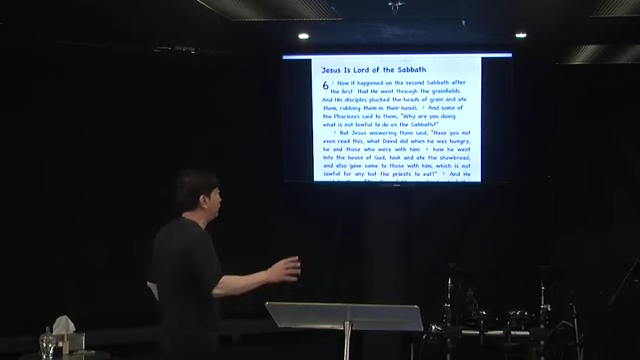 Jesus Is Lord of the Sabbath
6 1 Now it happened on the second Sabbath after
the first that He went through the grainfields.
And His disciples plucked the heads of grain and ate
them, rubbing them in their hands. 2 And some of
the Pharisees said to them, "Why are you doing
what is not lawful to do on the Sabbath?"
3 But Jesus answering them said, "Have you not
even read this, what David did when he was hungry,
he and those who were with him: 4 how he went
into the house of God, took and ate the showbread,
and also gave some to those with him, which is not
lawful for any but the priests to eat?" 5 And He